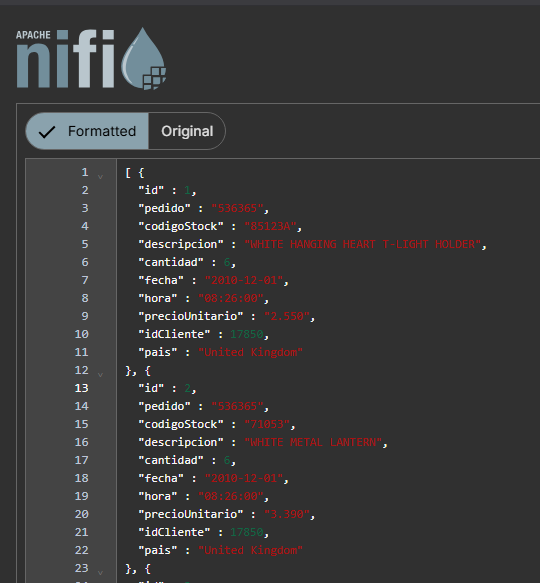 APACHE
nifi
Formatted
Original
1 [ {
2 "id" : 1,
3 "pedido" : "536365",
4 "codigoStock" : "85123A",
5 "descripcion" : "WHITE HANGING HEART T-LIGHT HOLDER",
6 "cantidad" : 6,
7 "fecha" : "2010-12-01",
8 "hora" : "08:26:00",
9 "precioUnitario" : "2.550",
10 "idCliente" : 17850,
11 "pais" : "United Kingdom"
12 }, {
13 "id" : 2,
14 "pedido" : "536365",
15 "codigoStock" : "71053",
16 "descripcion" : "WHITE METAL LANTERN",
17 "cantidad" : 6,
18 "fecha" : "2010-12-01",
19 "hora" : "08:26:00",
20 "precioUnitario" : "3.390",
21 "idCliente" : 17850,
22 "pais" : "United Kingdom"
23 }, {